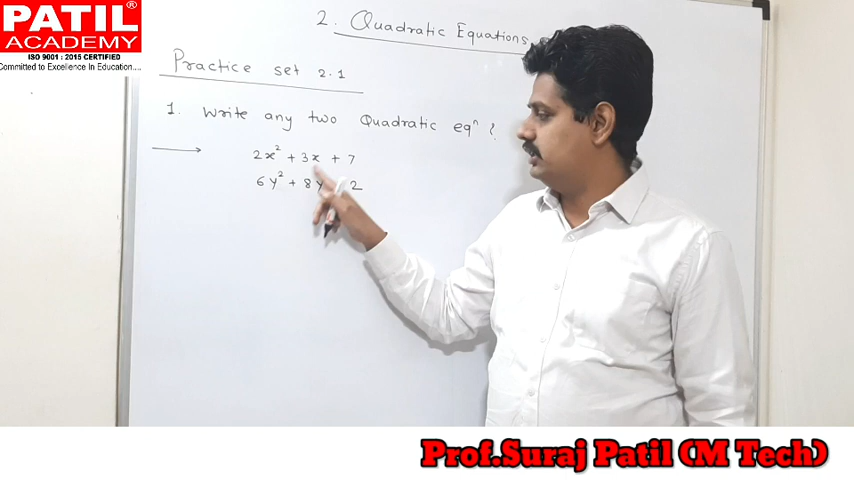 PATIL®
ACADEMY
ISO 9001 : 2015 CERTIFIED
Committed to Excellence In Education....
2. Quadratic Equations
Practice set 2.1
1. Write any two Quadratic eqⁿ ?
→ 2x² + 3x + 7
6y² + 8y 2
Prof.Suraj Patil (M Tech)